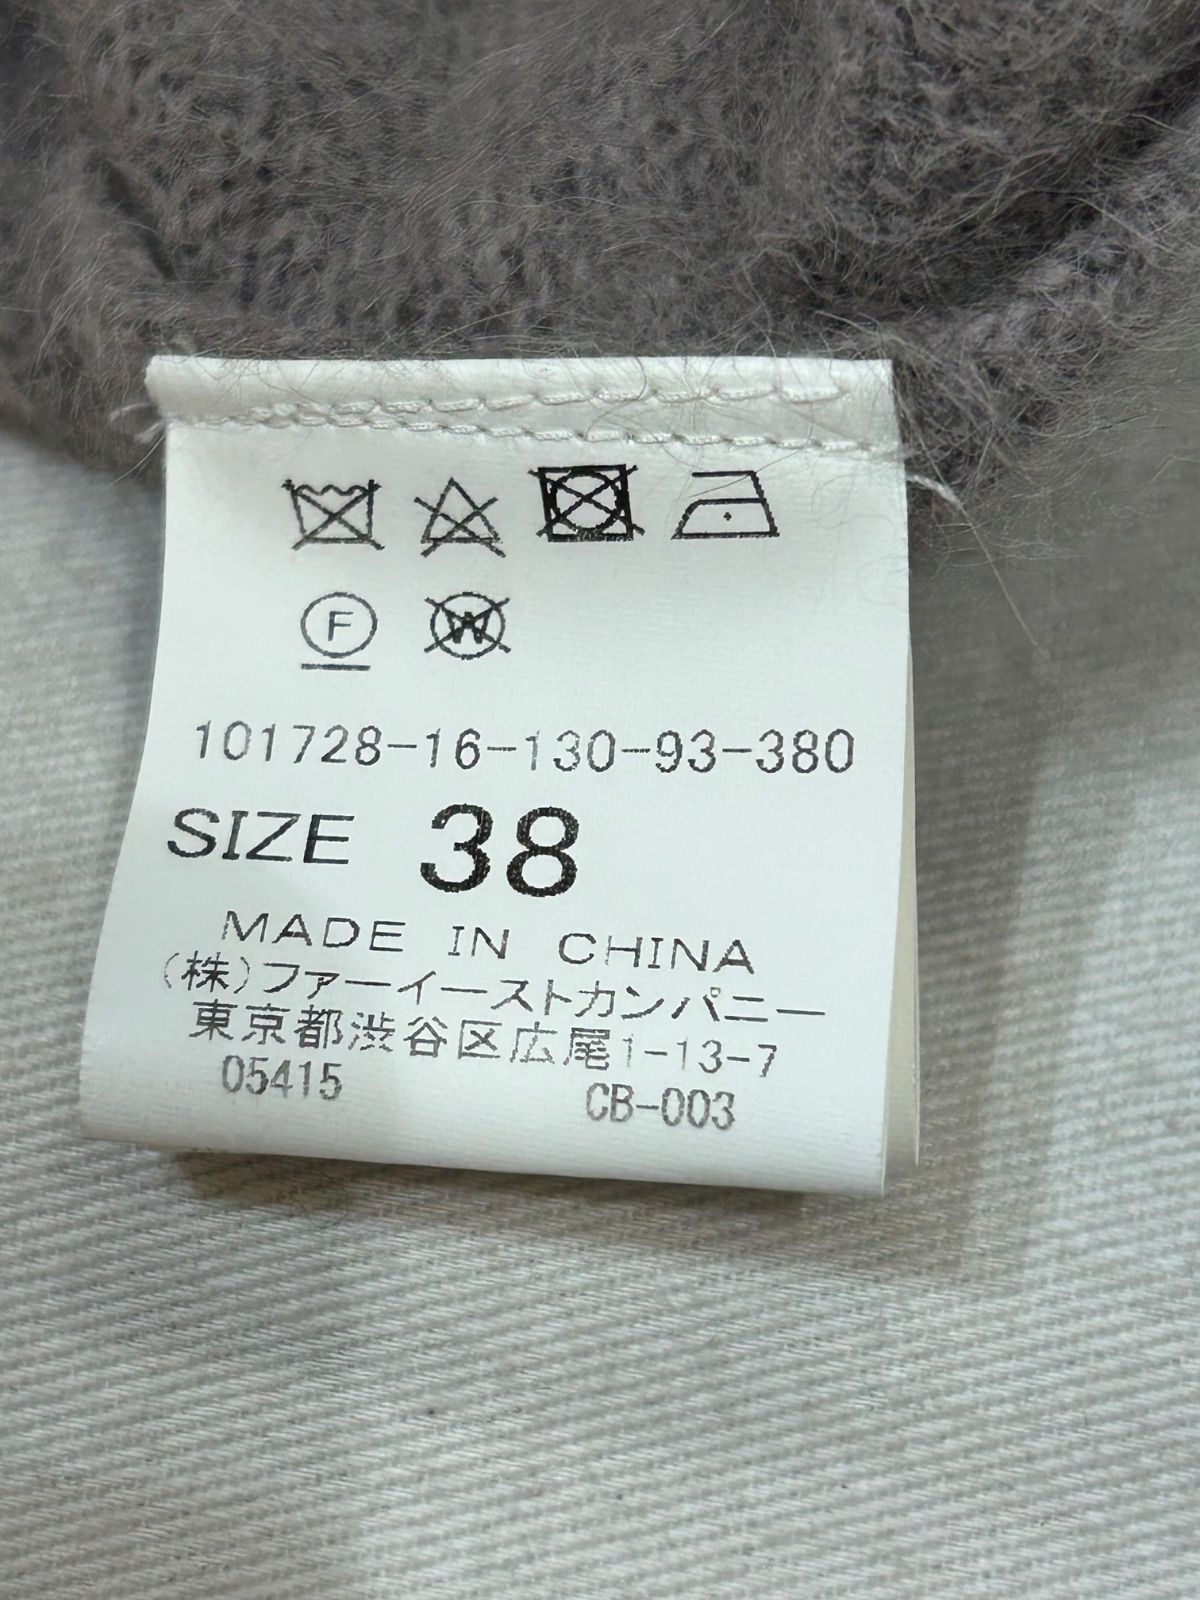 F W
101728-16-130-93-380
SIZE 38
MADE IN CHINA
(株)ファーイーストカンパニー
東京都渋谷区広尾1-13-7
05415 CB-003